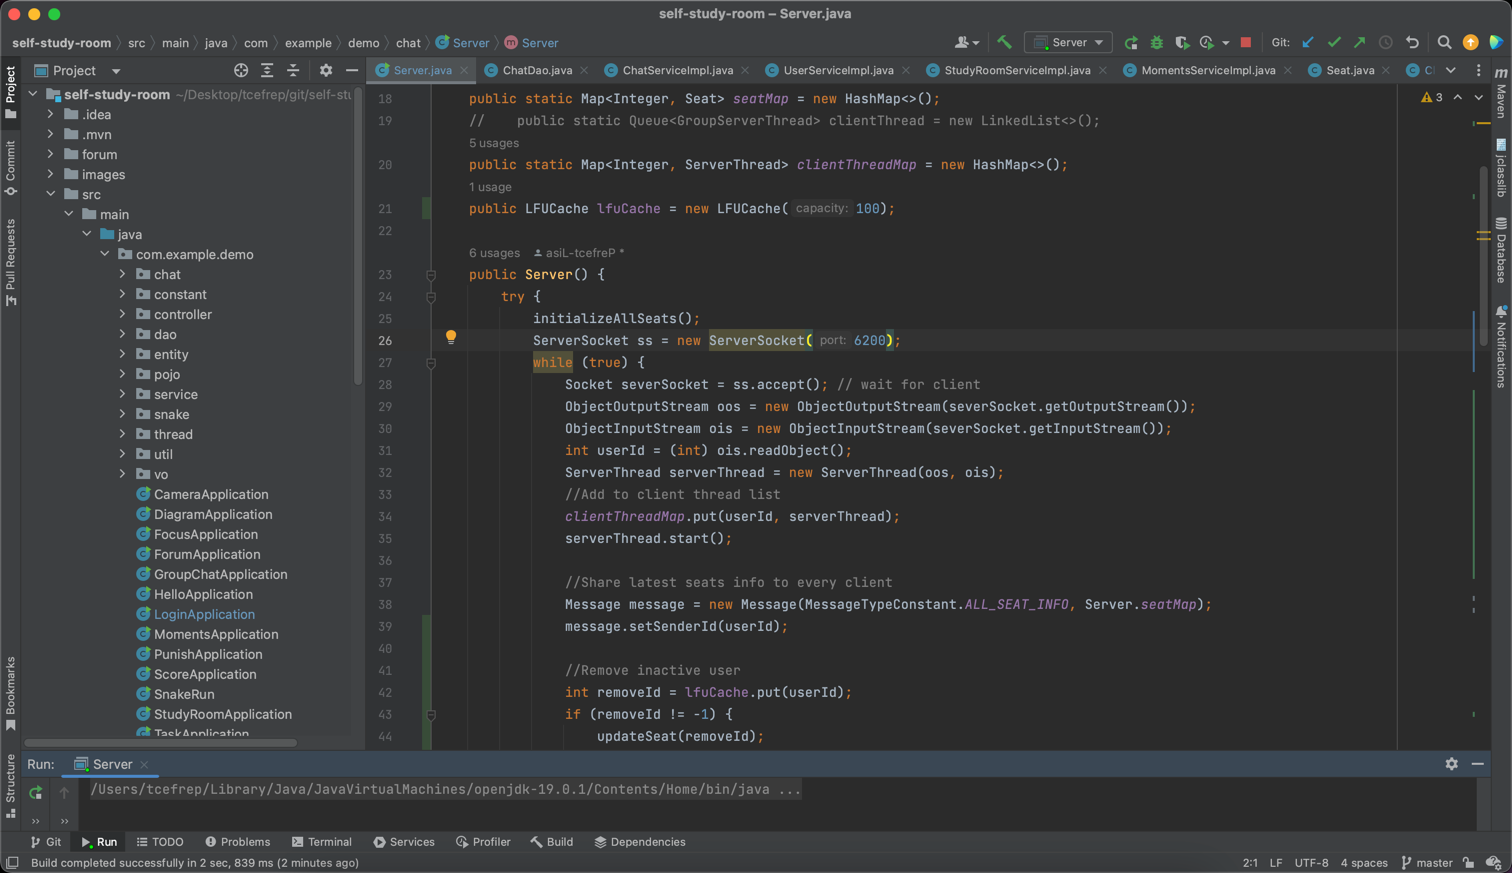 self-study-room – Server.java
self-study-room 〉 src 〉 main 〉 java 〉 com 〉 example 〉 demo 〉 chat 〉 Server 〉 m Server
Server
Git:
Project
Server.java
ChatDao.java
ChatServiceImpl.java
UserServiceImpl.java
StudyRoomServiceImpl.java
MomentsServiceImpl.java
Seat.java
Project
Commit
Pull Requests
Bookmarks
Structure
self-study-room ~/Desktop/tcefrep/git/self-stu
.idea
.mvn
forum
images
src
main
java
com.example.demo
chat
constant
controller
dao
entity
pojo
service
snake
thread
util
vo
CameraApplication
DiagramApplication
FocusApplication
ForumApplication
GroupChatApplication
HelloApplication
LoginApplication
MomentsApplication
PunishApplication
ScoreApplication
SnakeRun
StudyRoomApplication
TaskApplication
3
18 public static Map<Integer, Seat> seatMap = new HashMap<>();
19 // public static Queue<GroupServerThread> clientThread = new LinkedList<>();
5 usages
20 public static Map<Integer, ServerThread> clientThreadMap = new HashMap<>();
1 usage
21 public LFUCache lfuCache = new LFUCache( capacity: 100);
22
6 usages asiL-tcefreP *
23 public Server() {
24 try {
25 initializeAllSeats();
26 ServerSocket ss = new ServerSocket( port: 6200);
27 while (true) {
28 Socket severSocket = ss.accept(); // wait for client
29 ObjectOutputStream oos = new ObjectOutputStream(severSocket.getOutputStream());
30 ObjectInputStream ois = new ObjectInputStream(severSocket.getInputStream());
31 int userId = (int) ois.readObject();
32 ServerThread serverThread = new ServerThread(oos, ois);
33 //Add to client thread list
34 clientThreadMap.put(userId, serverThread);
35 serverThread.start();
36
37 //Share latest seats info to every client
38 Message message = new Message(MessageTypeConstant.ALL_SEAT_INFO, Server.seatMap);
39 message.setSenderId(userId);
40
41 //Remove inactive user
42 int removeId = lfuCache.put(userId);
43 if (removeId != -1) {
44 updateSeat(removeId);
m
Maven
jclasslib
Database
Notifications
Run: Server
/Users/tcefrep/Library/Java/JavaVirtualMachines/openjdk-19.0.1/Contents/Home/bin/java ...
Git Run TODO Problems Terminal Services Profiler Build Dependencies
Build completed successfully in 2 sec, 839 ms (2 minutes ago)
2:1 LF UTF-8 4 spaces master